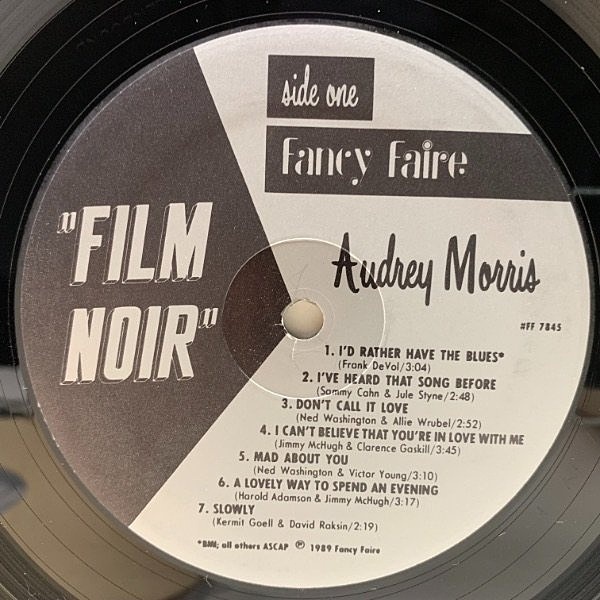 side one
Fancy Faire
"FILM
NOIR"
Audrey Morris
#FF 7845
1. I'D RATHER HAVE THE BLUES*
(Frank DeVol/3:04)
2. I'VE HEARD THAT SONG BEFORE
(Sammy Cahn & Jule Styne/2:48)
3. DON'T CALL IT LOVE
(Ned Washington & Allie Wrubel/2:52)
4. I CAN'T BELIEVE THAT YOU'RE IN LOVE WITH ME
(Jimmy McHugh & Clarence Gaskill/3:45)
5. MAD ABOUT YOU
(Ned Washington & Victor Young/3:10)
6. A LOVELY WAY TO SPEND AN EVENING
(Harold Adamson & Jimmy McHugh/3:17)
7. SLOWLY
(Kermit Goell & David Raksin/2:19)
*BMI; all others ASCAP ℗ 1989 Fancy Faire